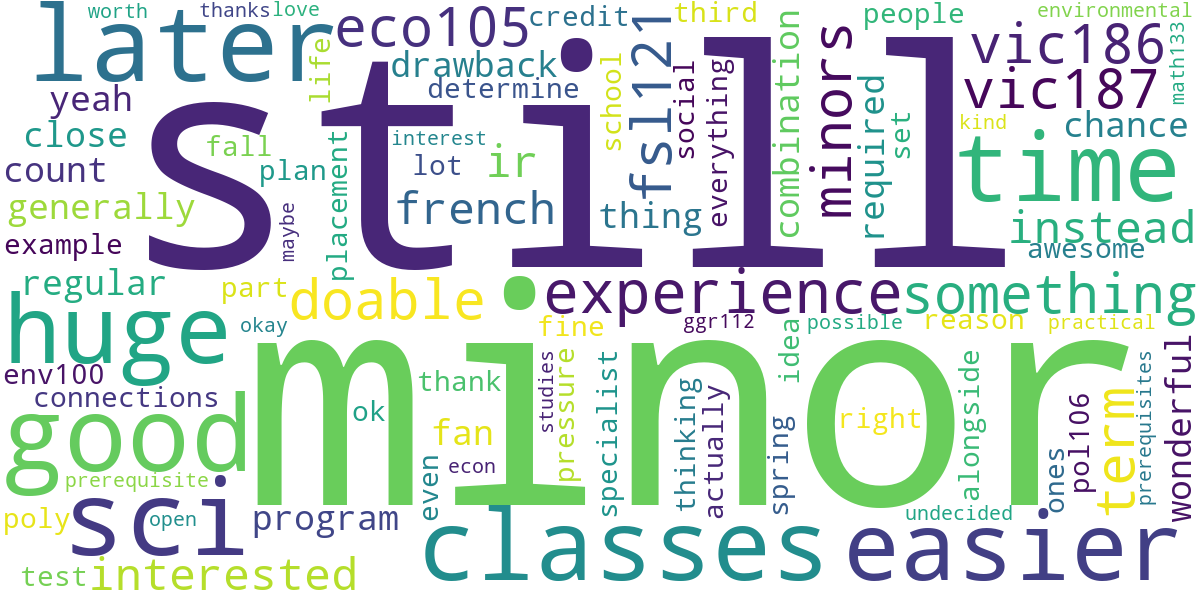 worth
thanks
love
later
eco105
credit
third
people
environmental
still
vic186
math133
life
drawback
determine
school
fsl121
social
everything
combination
minors
required
set
vic187
kind
chance
yeah
close
count
fall
plan
placement
interest
lot
ir
french
thing
time
generally
example
maybe
instead
awesome
regular
part
doable
experience
something
huge
okay
fine
ggr112
idea
possible
reason
practical
env100
connections
minor
ok
thank
fan
studies
pressure
specialist
thinking
actually
right
alongside
term
pol106
prerequisites
wonderful
good
prerequisite
even
econ
spring
ones
poly
sci
open
program
classes
undecided
easier
test
interested